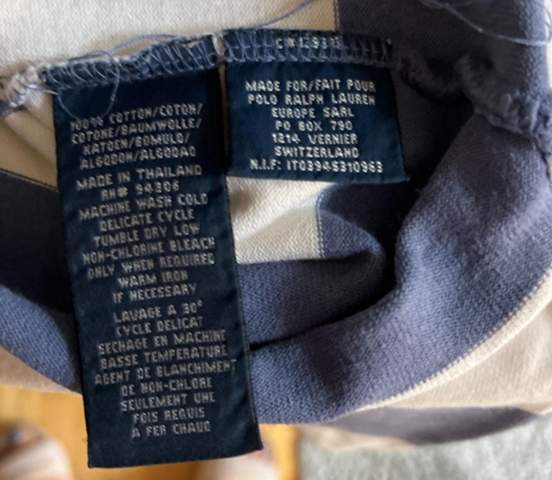 100% COTTON/COTON/
COTONE/BAUMWOLLE/
KATOEN/BOMULD/
ALGODON/ALGODAO
MADE IN THAILAND
RN# 94306
MACHINE WASH COLD
DELICATE CYCLE
TUMBLE DRY LOW
NON-CHLORINE BLEACH
ONLY WHEN REQUIRED
WARM IRON
IF NECESSARY
LAVAGE A 30°
CYCLE DELICAT
SECHAGE EN MACHINE
BASSE TEMPERATURE
AGENT DE BLANCHIMENT
DE NON-CHLORE
SEULEMENT UNE
FOIS REQUIS
A FER CHAUD
MADE FOR/FAIT POUR
POLO RALPH LAUREN
EUROPE SARL
PO BOX 790
1214 VERNIER
SWITZERLAND
N.I.F: IT03945310963